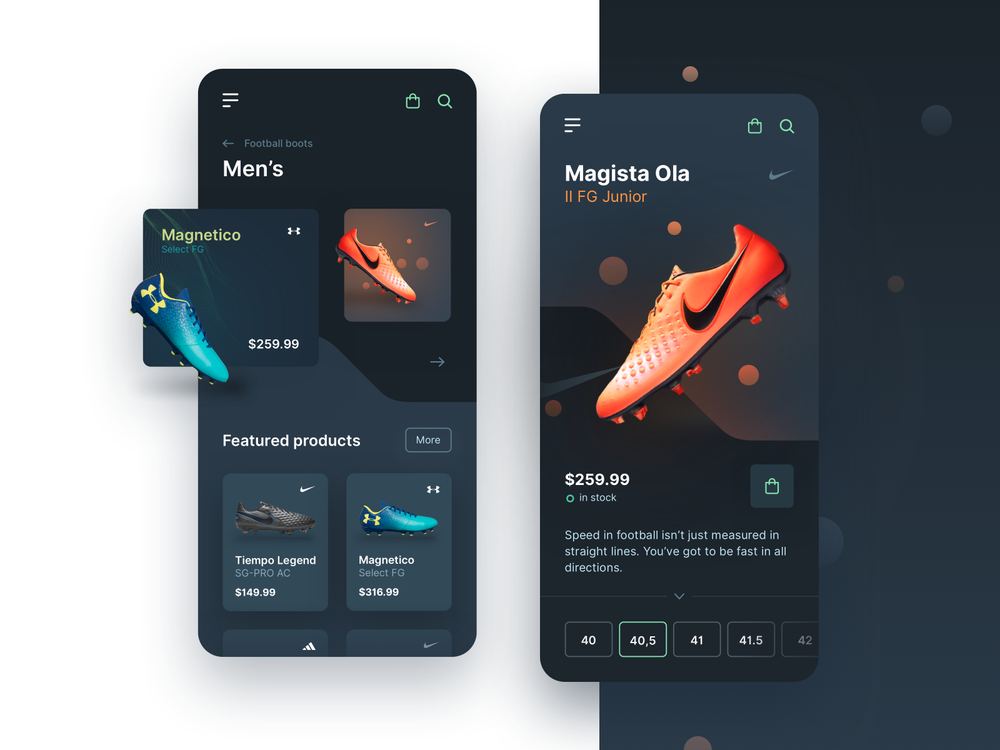 Football boots
Men’s
Magnetico
Select FG
$259.99
Featured products
More
Tiempo Legend
SG-PRO AC
$149.99
Magnetico
Select FG
$316.99
Magista Ola
II FG Junior
$259.99
in stock
Speed in football isn’t just measured in
straight lines. You’ve got to be fast in all
directions.
40
40,5
41
41.5
42